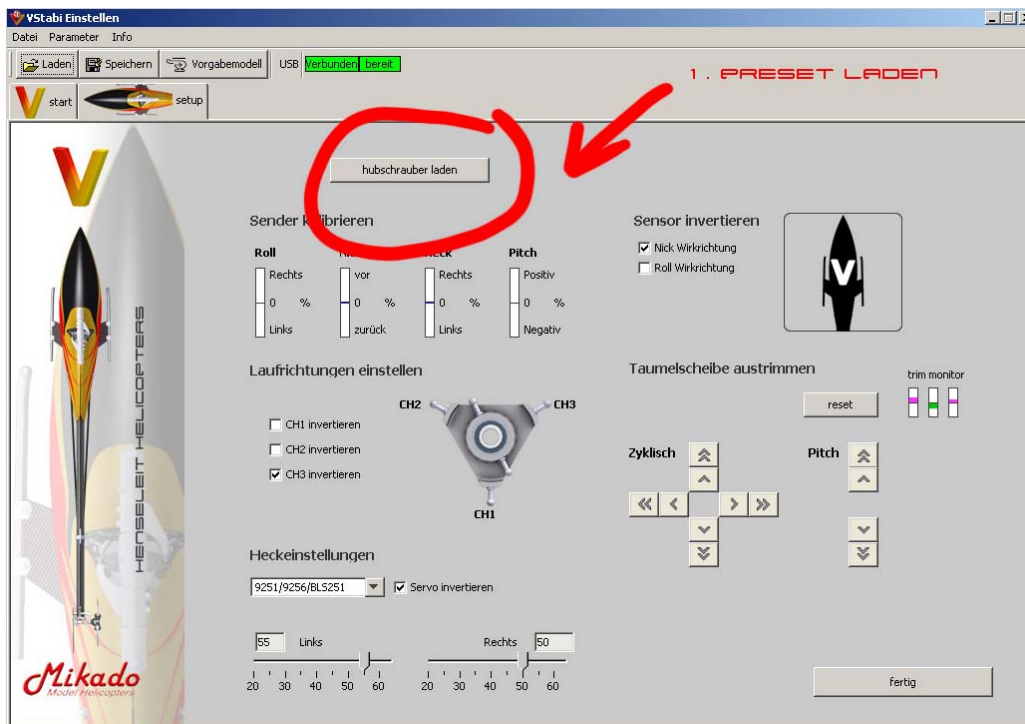 VStabi Einstellen
Datei Parameter Info
Laden Speichern Vorgabemodell USB Verbunden bereit
1. PRESET LADEN
start setup
hubschrauber laden
Sender kalibrieren
Roll Pitch
Rechts vor Rechts Positiv
0 % 0 % 0 % 0 %
Links zurück Links Negativ
Sensor invertieren
Nick Wirkrichtung
Roll Wirkrichtung
V
Laufrichtungen einstellen
CH2 CH3
CH1 invertieren
CH2 invertieren
CH3 invertieren
CH1
Taumelscheibe austrimmen
trim monitor
reset
Zyklisch Pitch
Heckeinstellungen
9251/9256/BLS251 Servo invertieren
55 Links Rechts 50
20 30 40 50 60 20 30 40 50 60
fertig
HENSELEIT HELICOPTERS
Mikado
Model Helicopters